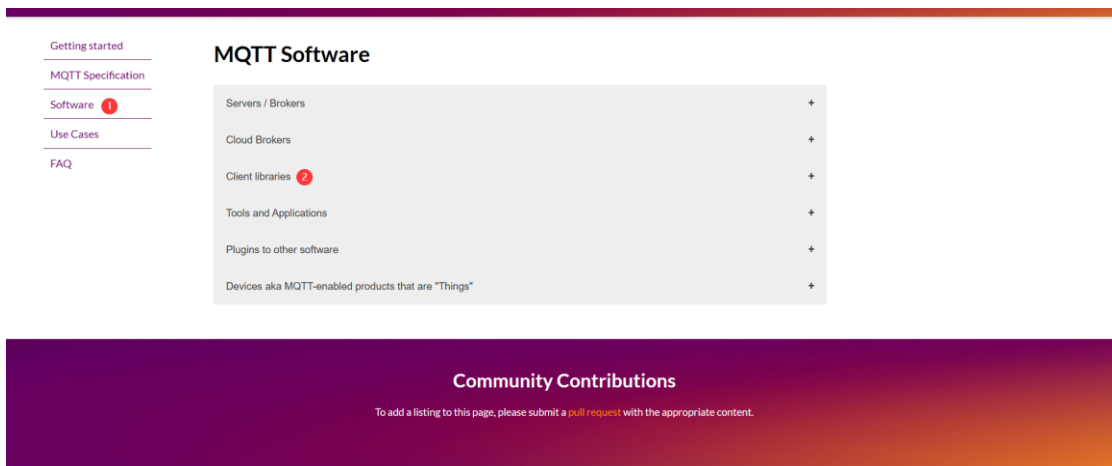 Getting started
MQTT Specification
Software 1
Use Cases
FAQ
MQTT Software
Servers / Brokers +
Cloud Brokers +
Client libraries 2 +
Tools and Applications +
Plugins to other software +
Devices aka MQTT-enabled products that are "Things" +
Community Contributions
To add a listing to this page, please submit a pull request with the appropriate content.